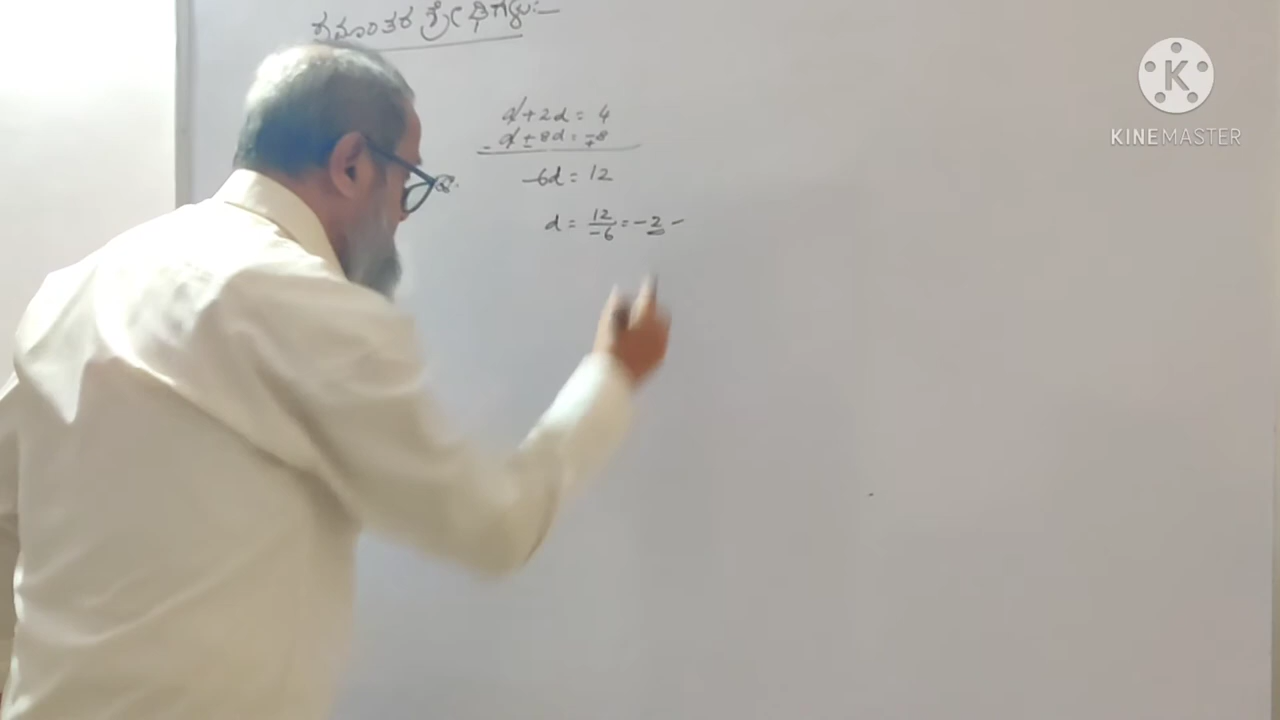 ಸಮಾಂತರ ಶ್ರೇಢಿಗಳು:—
a+2d = 4
- a±8d = ∓8
-6d = 12
d = 12/-6 = -2 -
K
KINEMASTER